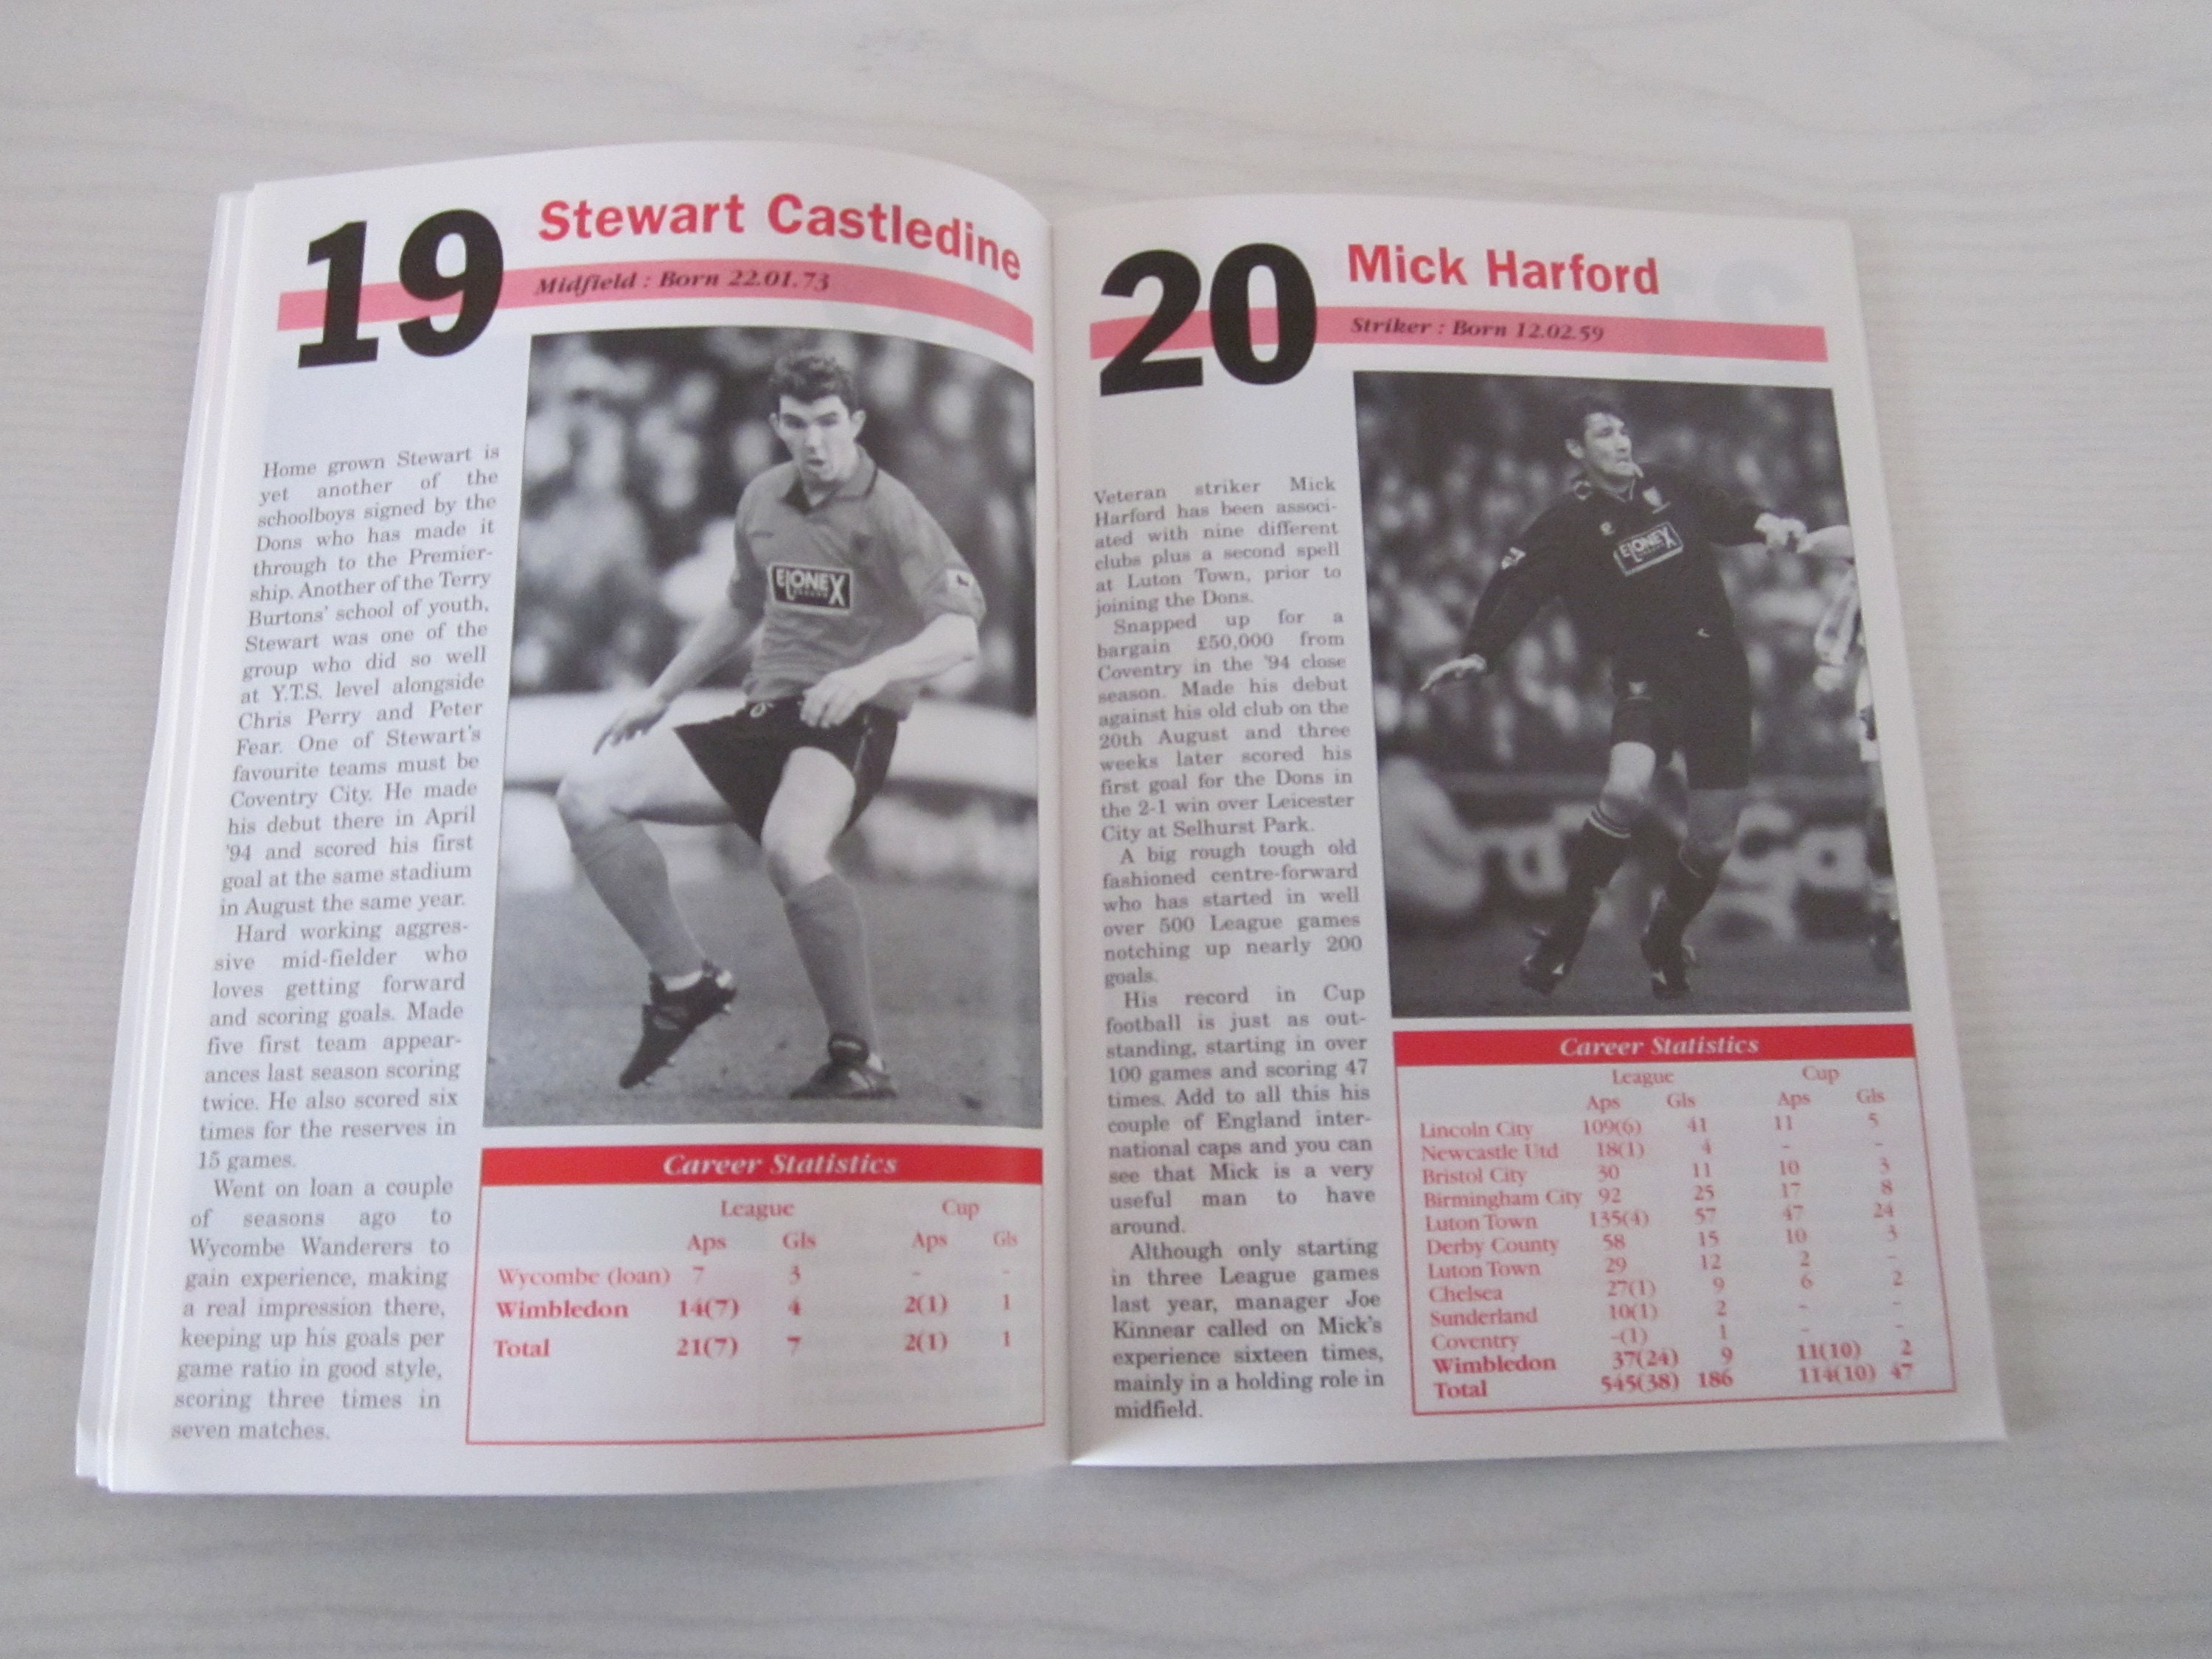 19
Stewart Castledine
Midfield : Born 22.01.73
Home grown Stewart is
yet another of the
schoolboys signed by the
Dons who has made it
through to the Premier-
ship. Another of the Terry
Burtons' school of youth,
Stewart was one of the
group who did so well
at Y.T.S. level alongside
Chris Perry and Peter
Fear. One of Stewart's
favourite teams must be
Coventry City. He made
his debut there in April
'94 and scored his first
goal at the same stadium
in August the same year.
Hard working aggres-
sive mid-fielder who
loves getting forward
and scoring goals. Made
five first team appear-
ances last season scoring
twice. He also scored six
times for the reserves in
15 games.
Went on loan a couple
of seasons ago to
Wycombe Wanderers to
gain experience, making
a real impression there,
keeping up his goals per
game ratio in good style,
scoring three times in
seven matches.
ELONEX
Career Statistics
League Cup
Aps Gls Aps Gls
Wycombe (loan) 7 3 - -
Wimbledon 14(7) 4 2(1) 1
Total 21(7) 7 2(1) 1
20
Mick Harford
Striker : Born 12.02.59
Veteran striker Mick
Harford has been associ-
ated with nine different
clubs plus a second spell
at Luton Town, prior to
joining the Dons.
Snapped up for a
bargain £50,000 from
Coventry in the '94 close
season. Made his debut
against his old club on the
20th August and three
weeks later scored his
first goal for the Dons in
the 2-1 win over Leicester
City at Selhurst Park.
A big rough tough old
fashioned centre-forward
who has started in well
over 500 League games
notching up nearly 200
goals.
His record in Cup
football is just as out-
standing, starting in over
100 games and scoring 47
times. Add to all this his
couple of England inter-
national caps and you can
see that Mick is a very
useful man to have
around.
Although only starting
in three League games
last year, manager Joe
Kinnear called on Mick's
experience sixteen times,
mainly in a holding role in
midfield.
ELONEX
Career Statistics
League Cup
Aps Gls Aps Gls
Lincoln City 109(6) 41 11 5
Newcastle Utd 18(1) 4 - -
Bristol City 30 11 10 3
Birmingham City 92 25 17 8
Luton Town 135(4) 57 47 24
Derby County 58 15 10 3
Luton Town 29 12 2 -
Chelsea 27(1) 9 6 2
Sunderland 10(1) 2 - -
Coventry -(1) 1 - -
Wimbledon 37(24) 9 11(10) 2
Total 545(38) 186 114(10) 47